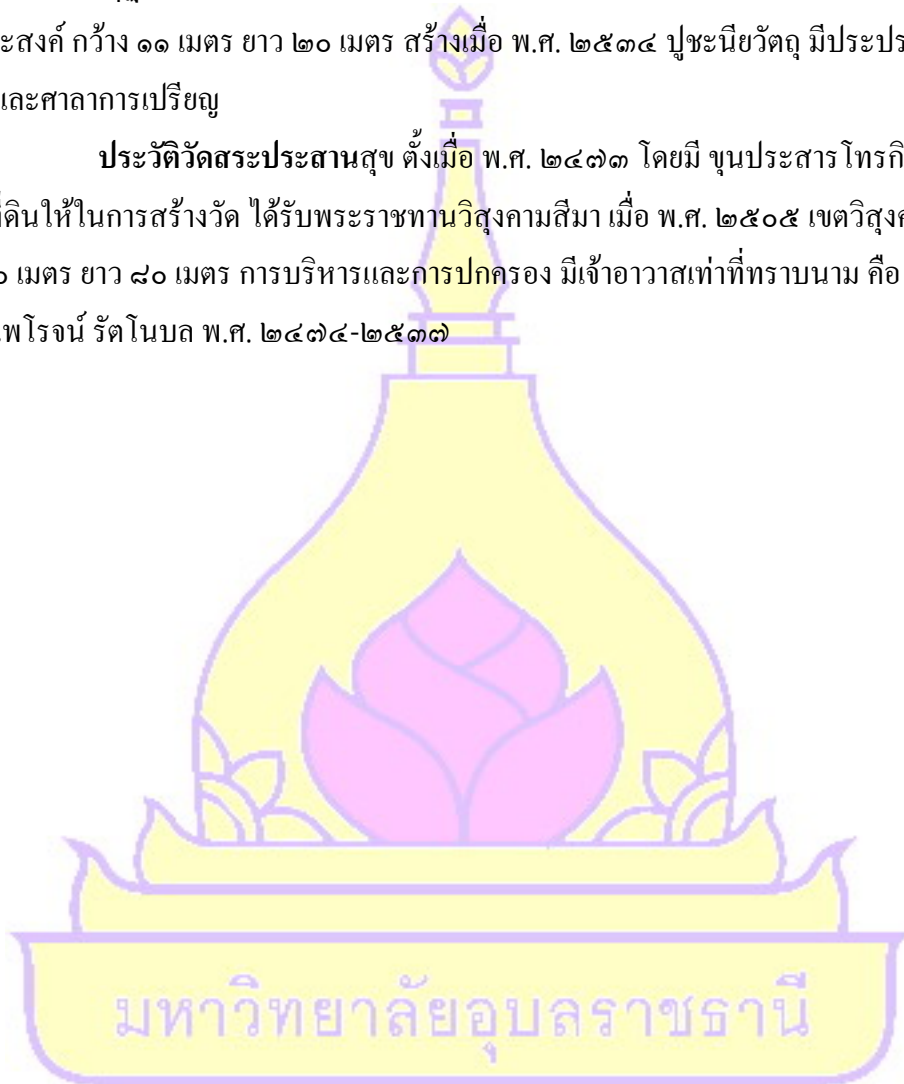 ะสงค์ กว้าง ๑๑ เมตร ยาว ๒๐ เมตร สร้างเมื่อ พ.ศ. ๒๕๓๔ ปูชะนียวัตถุ มีประปร
และศาลาการเปรียญ
ประวัติวัดสระประสานสุข ตั้งเมื่อ พ.ศ. ๒๔๗๓ โดยมี ขุนประสารโทรกิ
ที่ดินให้ในการสร้างวัด ได้รับพระราชทานวิสุงคามสีมา เมื่อ พ.ศ. ๒๕๐๕ เขตวิสุงค
๐ เมตร ยาว ๘๐ เมตร การบริหารและการปกครอง มีเจ้าอาวาสเท่าที่ทราบนาม คือ
ไพโรจน์ รัตโนบล พ.ศ. ๒๔๗๔-๒๕๓๗
มหาวิทยาลัยอุบลราชธานี